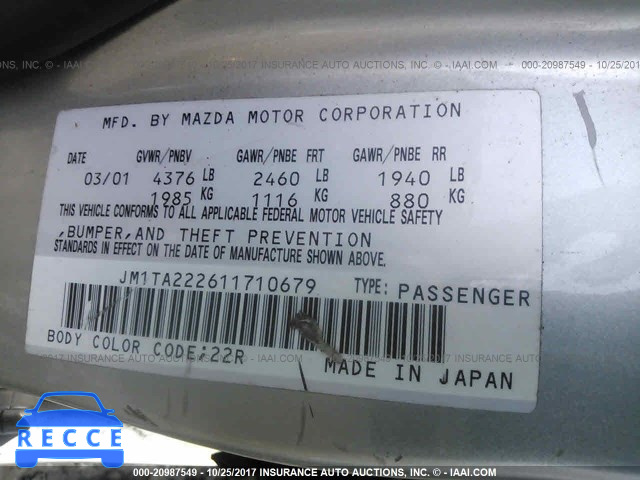 © - IAAI.COM 000-20987549 - 10/25/2017 INSURANCE AUTO AUCTIONS, INC. © - IAAI.COM 000-20987549 - 10/25/2017
MFD. BY MAZDA MOTOR CORPORATION
DATE GVWR/PNBV GAWR/PNBE FRT GAWR/PNBE RR
03/01 4376 LB 2460 LB 1940 LB
1985 KG 1116 KG 880 KG
THIS VEHICLE CONFORMS TO ALL APPLICABLE FEDERAL MOTOR VEHICLE SAFETY
,BUMPER,AND THEFT PREVENTION
STANDARDS IN EFFECT ON THE DATE OF MANUFACTURE SHOWN ABOVE.
JM1TA222611710679 TYPE: PASSENGER
BODY COLOR CODE:22R
MADE IN JAPAN
RECCE
000-20987549 - 10/25/2017 INSURANCE AUTO AUCTIONS, INC. © - IAAI.COM